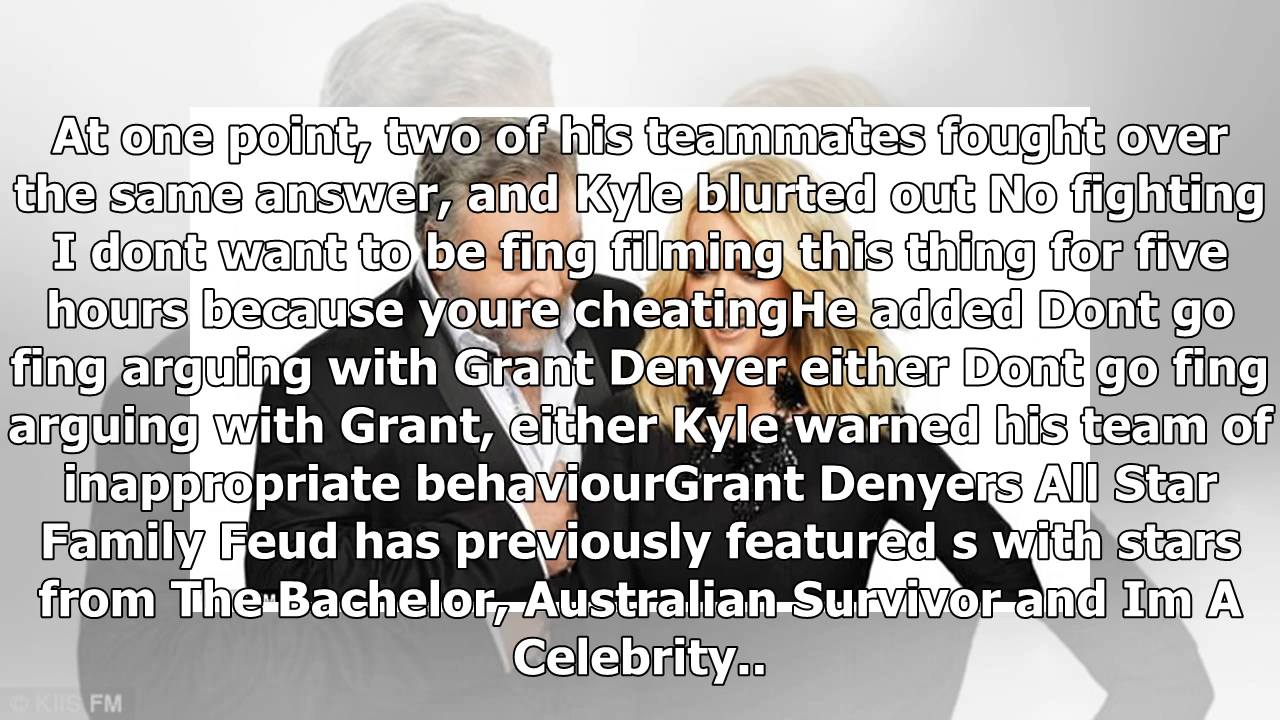 At one point, two of his teammates fought over
the same answer, and Kyle blurted out No fighting
I dont want to be fing filming this thing for five
hours because youre cheatingHe added Dont go
fing arguing with Grant Denyer either Dont go fing
arguing with Grant, either Kyle warned his team of
inappropriate behaviourGrant Denyers All Star
Family Feud has previously featured s with stars
from The Bachelor, Australian Survivor and Im A
Celebrity..
© KIIS FM